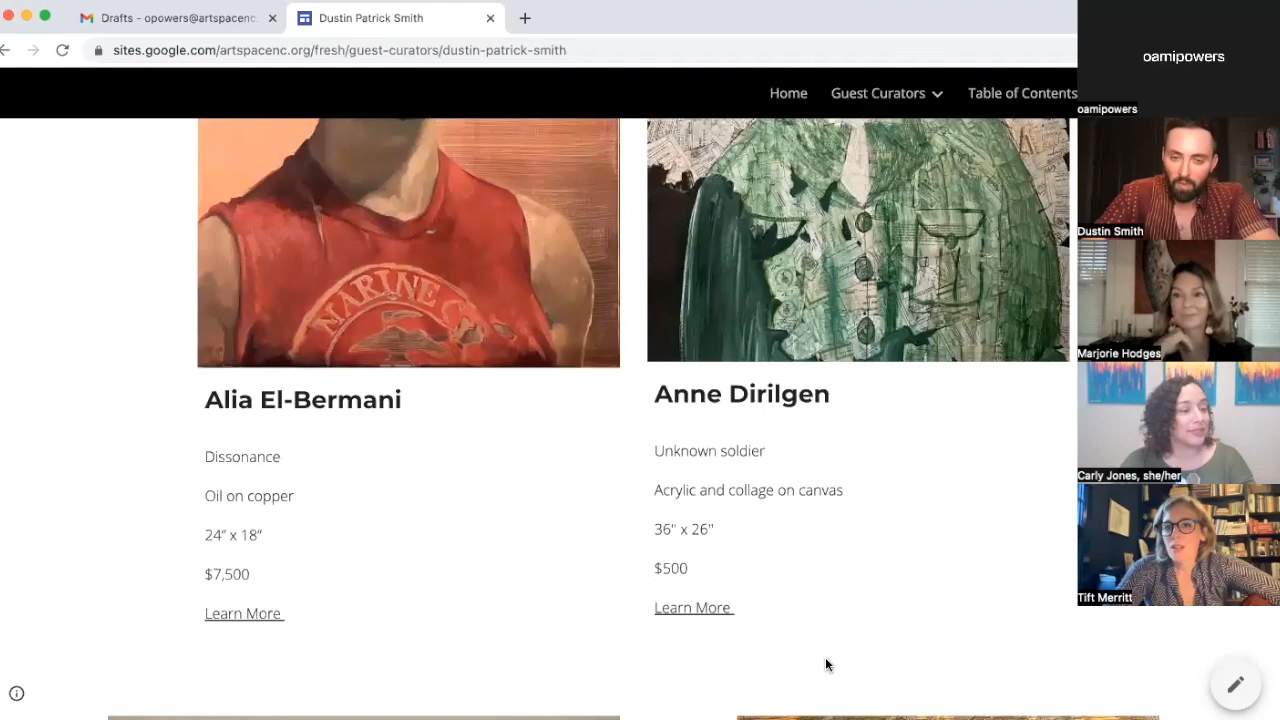 Drafts - opowers@artspacenc.
Dustin Patrick Smith
sites.google.com/artspacenc.org/fresh/guest-curators/dustin-patrick-smith
Home
Guest Curators
Table of Contents
oamipowers
oamipowers
Dustin Smith
Marjorie Hodges
Carly Jones, she/her
Tift Merritt
MARINE CO
Alia El-Bermani
Dissonance
Oil on copper
24” x 18”
$7,500
Learn More
Anne Dirilgen
Unknown soldier
Acrylic and collage on canvas
36" x 26"
$500
Learn More